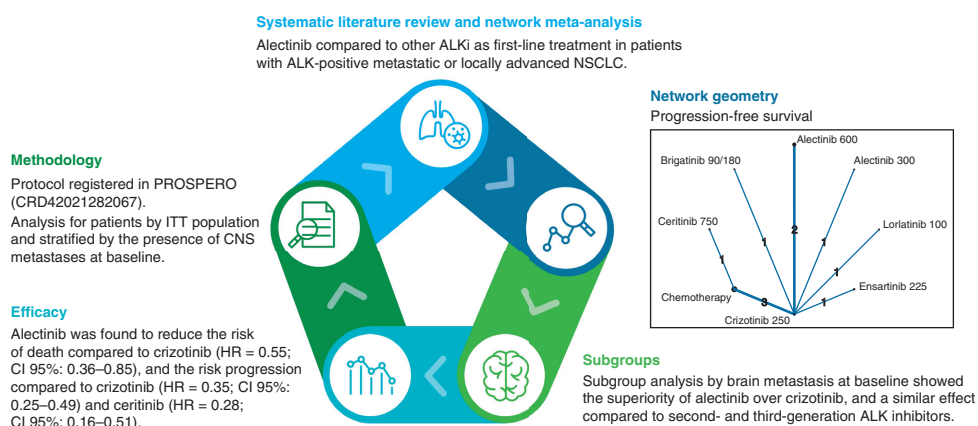 Systematic literature review and network meta-analysis
Alectinib compared to other ALKi as first-line treatment in patients
with ALK-positive metastatic or locally advanced NSCLC.
Network geometry
Progression-free survival
Alectinib 600
Brigatinib 90/180
Alectinib 300
Ceritinib 750
Lorlatinib 100
2
1
1
1
1
Chemotherapy
3
1
Ensartinib 225
Crizotinib 250
Methodology
Protocol registered in PROSPERO
(CRD42021282067).
Analysis for patients by ITT population
and stratified by the presence of CNS
metastases at baseline.
Efficacy
Alectinib was found to reduce the risk
of death compared to crizotinib (HR = 0.55;
CI 95%: 0.36–0.85), and the risk progression
compared to crizotinib (HR = 0.35; CI 95%:
0.25–0.49) and ceritinib (HR = 0.28;
CI 95%: 0.16–0.51).
Subgroups
Subgroup analysis by brain metastasis at baseline showed
the superiority of alectinib over crizotinib, and a similar effect
compared to second- and third-generation ALK inhibitors.